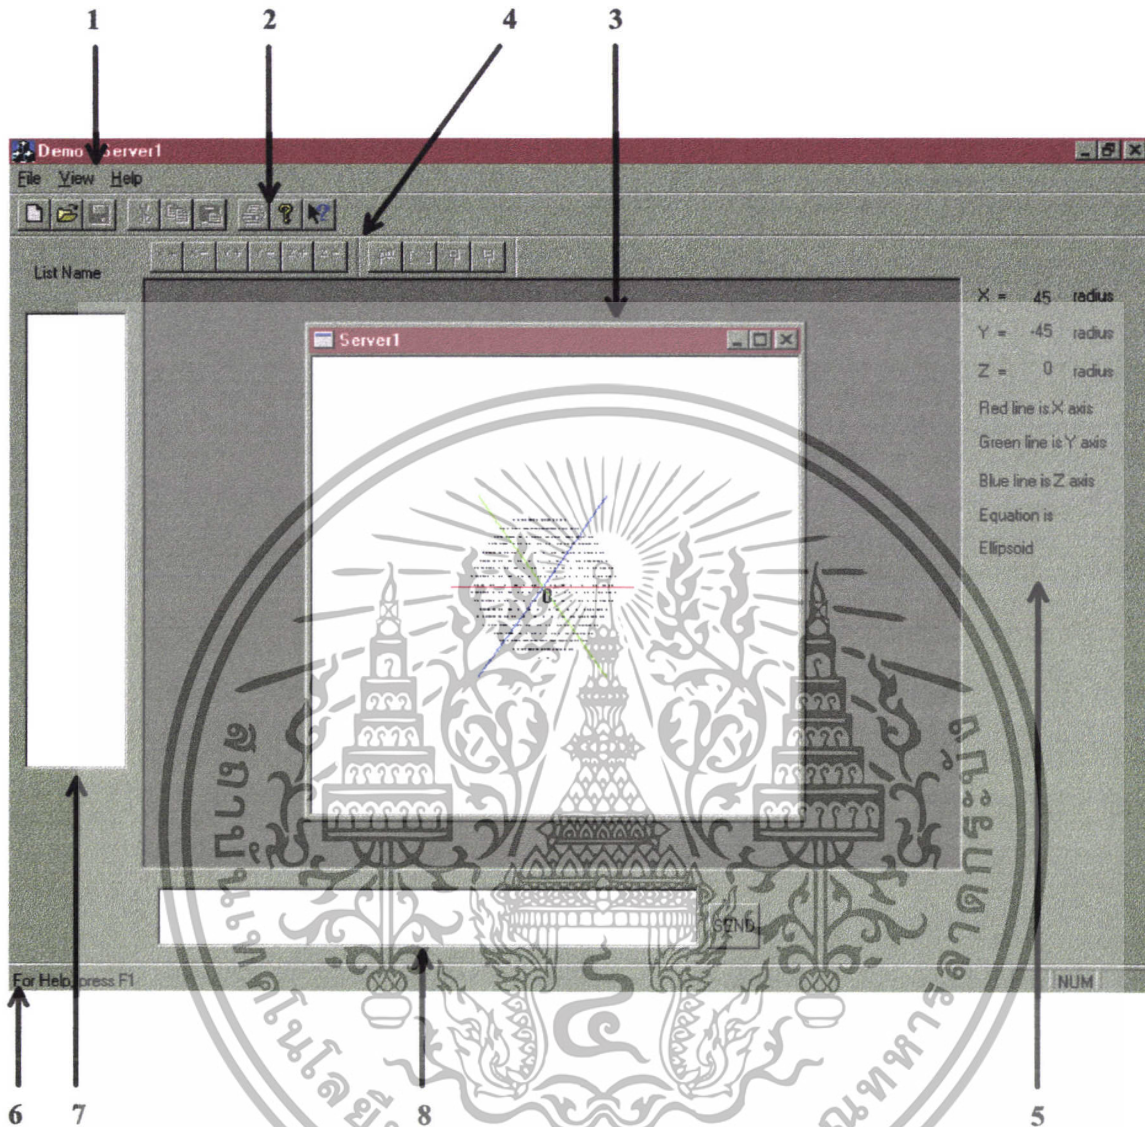 1 2 4 3
Demo Server1
File View Help
List Name
X = 45 radius
Server1
Y = -45 radius
Z = 0 radius
Red line is X axis
Green line is Y axis
Blue line is Z axis
Equation is
Ellipsoid
0
SEND
For Help, press F1
NUM
6 7 8 5